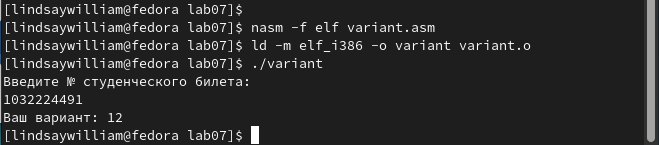 [lindsaywilliam@fedora lab07]$
[lindsaywilliam@fedora lab07]$ nasm -f elf variant.asm
[lindsaywilliam@fedora lab07]$ ld -m elf_i386 -o variant variant.o
[lindsaywilliam@fedora lab07]$ ./variant
Введите № студенческого билета:
1032224491
Ваш вариант: 12
[lindsaywilliam@fedora lab07]$